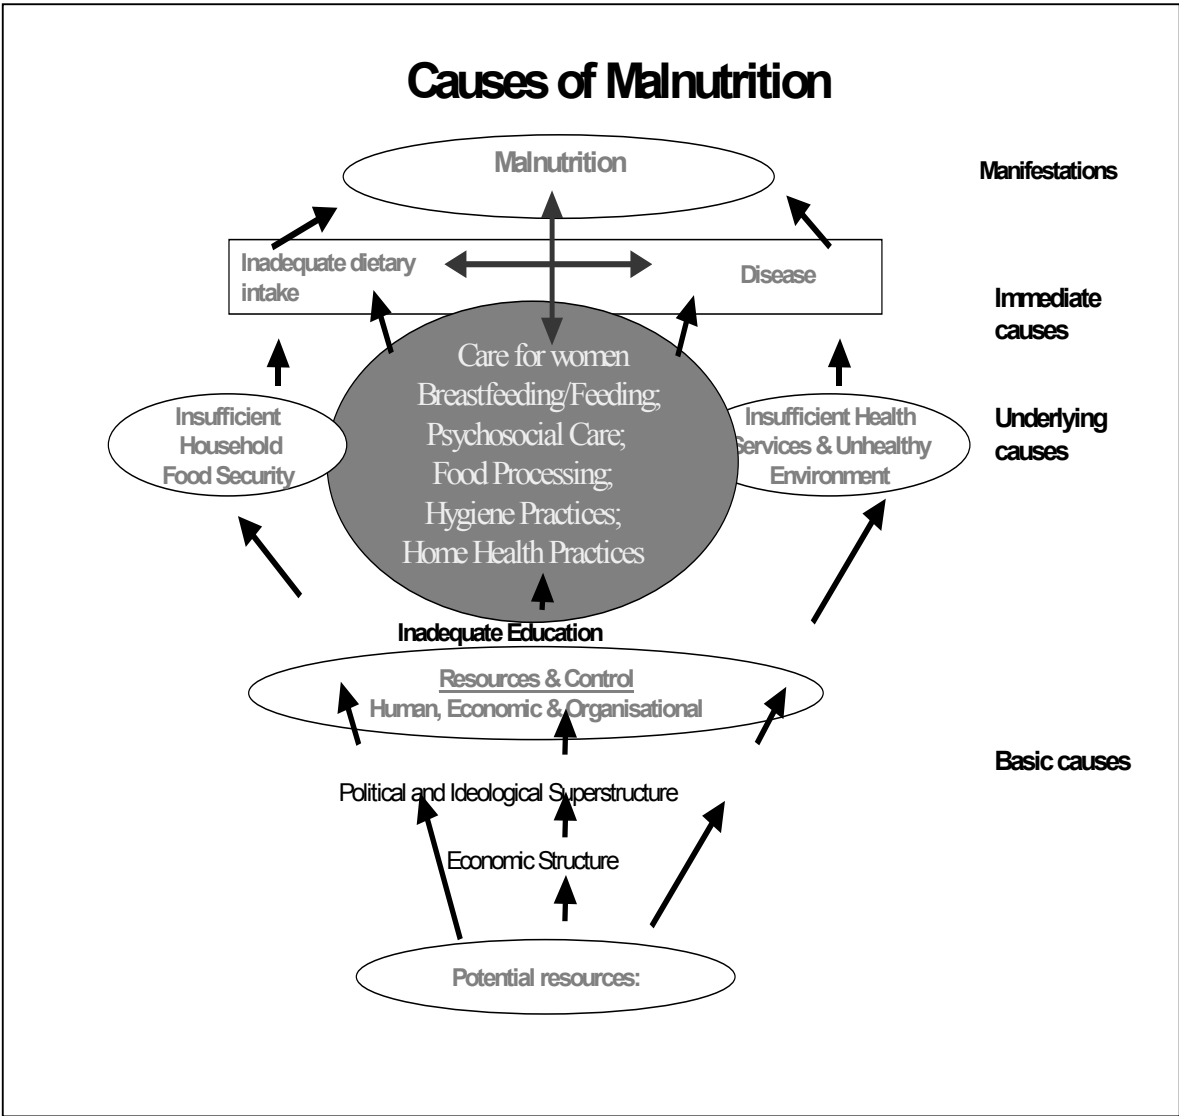 Causes of Malnutrition
Malnutrition
Manifestations
Inadequate dietary
intake
Disease
Immediate
causes
Care for women
Breastfeeding/Feeding;
Psychosocial Care;
Food Processing;
Hygiene Practices;
Home Health Practices
Insufficient
Household
Food Security
Insufficient Health
Services & Unhealthy
Environment
Underlying
causes
Inadequate Education
Resources & Control
Human, Economic & Organisational
Basic causes
Political and Ideological Superstructure
Economic Structure
Potential resources: